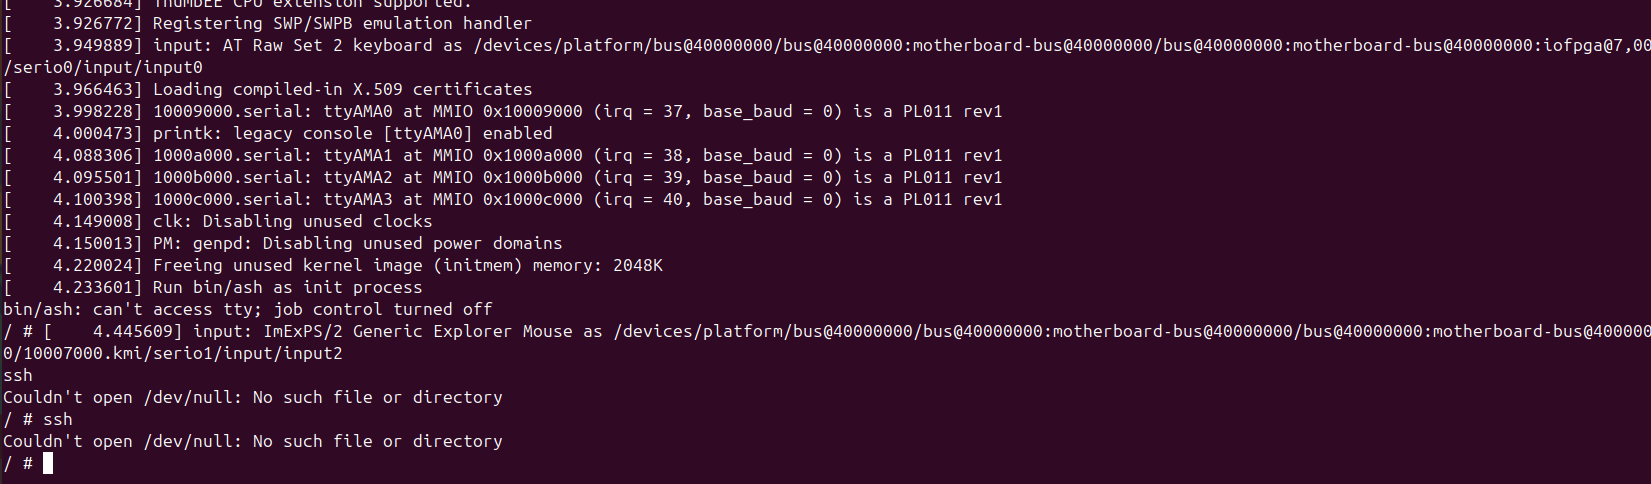 [    3.926684] ThumbEE CPU extension supported.
[    3.926772] Registering SWP/SWPB emulation handler
[    3.949889] input: AT Raw Set 2 keyboard as /devices/platform/bus@40000000/bus@40000000:motherboard-bus@40000000/bus@40000000:motherboard-bus@40000000:iofpga@7,00
/serio0/input/input0
[    3.966463] Loading compiled-in X.509 certificates
[    3.998228] 10009000.serial: ttyAMA0 at MMIO 0x10009000 (irq = 37, base_baud = 0) is a PL011 rev1
[    4.000473] printk: legacy console [ttyAMA0] enabled
[    4.088306] 1000a000.serial: ttyAMA1 at MMIO 0x1000a000 (irq = 38, base_baud = 0) is a PL011 rev1
[    4.095501] 1000b000.serial: ttyAMA2 at MMIO 0x1000b000 (irq = 39, base_baud = 0) is a PL011 rev1
[    4.100398] 1000c000.serial: ttyAMA3 at MMIO 0x1000c000 (irq = 40, base_baud = 0) is a PL011 rev1
[    4.149008] clk: Disabling unused clocks
[    4.150013] PM: genpd: Disabling unused power domains
[    4.220024] Freeing unused kernel image (initmem) memory: 2048K
[    4.233601] Run bin/ash as init process
bin/ash: can't access tty; job control turned off
/ # [    4.445609] input: ImExPS/2 Generic Explorer Mouse as /devices/platform/bus@40000000/bus@40000000:motherboard-bus@40000000/bus@40000000:motherboard-bus@400000
0/10007000.kmi/serio1/input/input2
ssh
Couldn't open /dev/null: No such file or directory
/ # ssh
Couldn't open /dev/null: No such file or directory
/ #